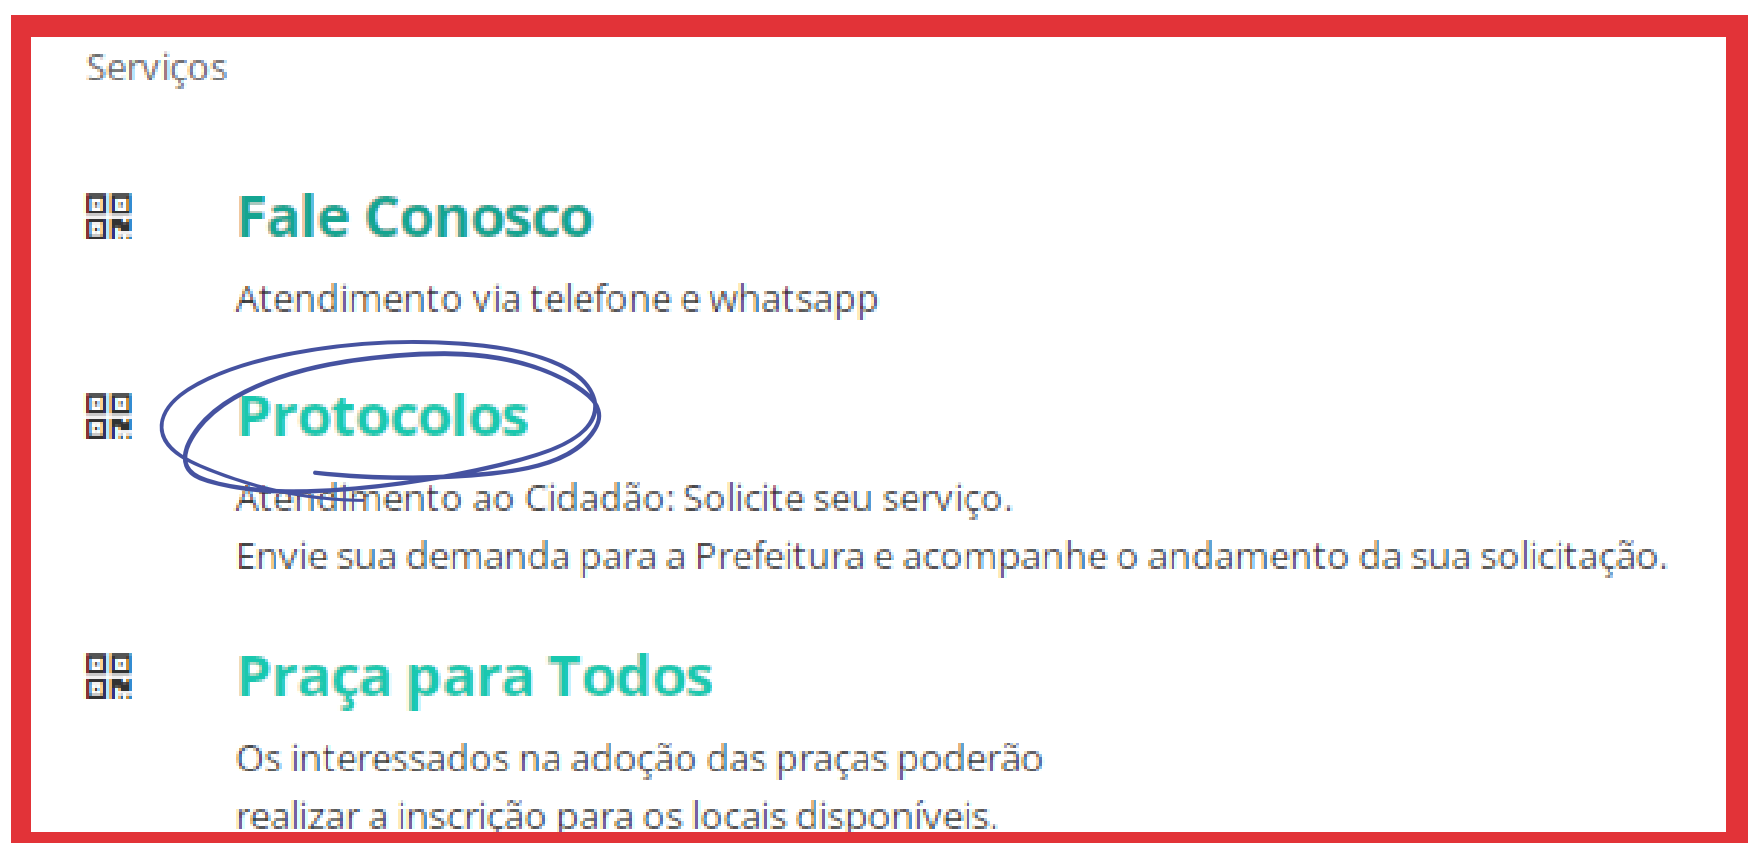 Serviços
Fale Conosco
Atendimento via telefone e whatsapp
Protocolos
Atendimento ao Cidadão: Solicite seu serviço.
Envie sua demanda para a Prefeitura e acompanhe o andamento da sua solicitação.
Praça para Todos
Os interessados na adoção das praças poderão
realizar a inscrição para os locais disponíveis.